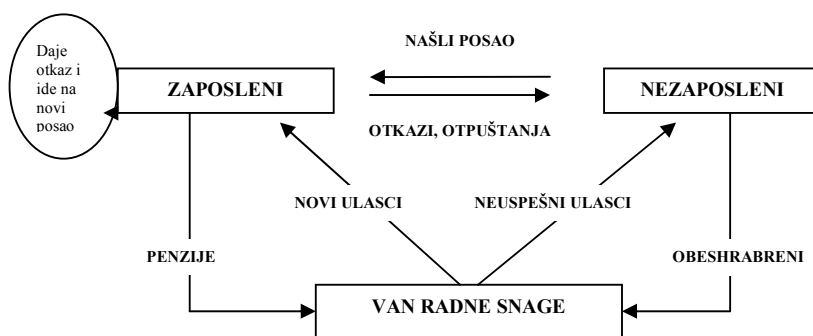 NAŠLI POSAO
Daje
otkaz i
ide na
novi
posao
ZAPOSLENI
NEZAPOSLENI
OTKAZI, OTPUŠTANJA
NOVI ULASCI
NEUSPEŠNI ULASCI
PENZIJE
OBESHRABRENI
VAN RADNE SNAGE